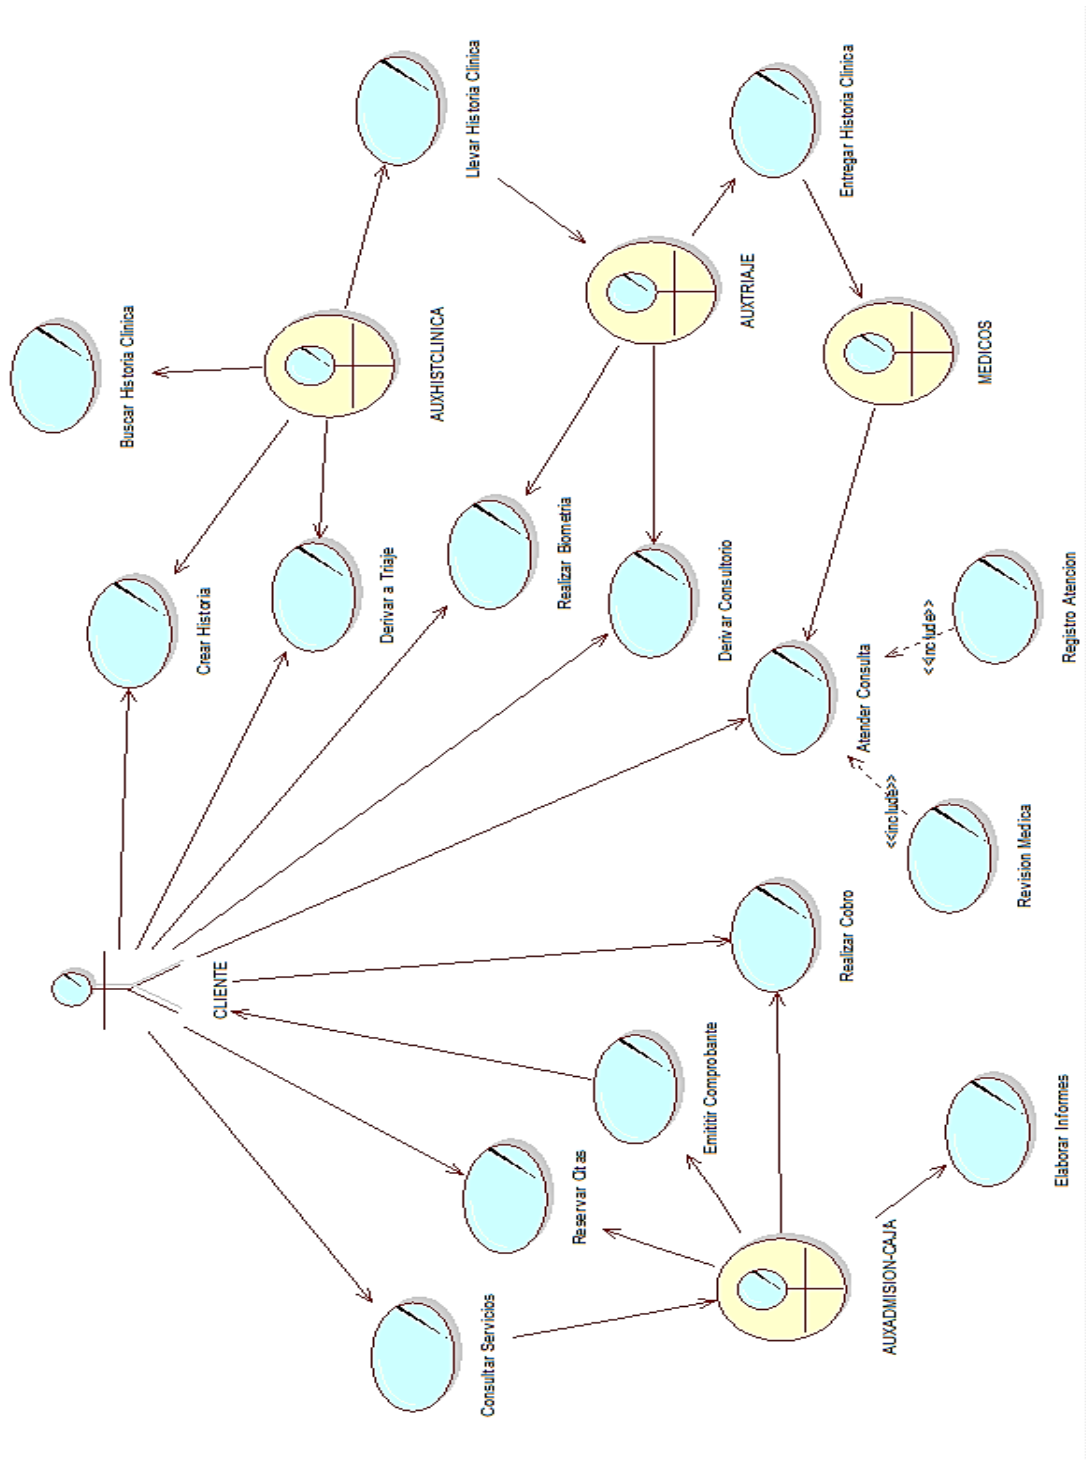 Buscar Historia Clinica
Llevar Historia Clinica
Entregar Historia Clinica
AUXHISTCLINICA
AUXTRIAJE
MEDICOS
Crear Historia
Derivar a Triaje
Realizar Biometria
Derivar Consultorio
Atender Consulta
<<include>>
Registro Atencion
<<include>>
Revision Medica
CLIENTE
Realizar Cobro
Emititir Comprobante
Reservar Citas
Consultar Servicios
AUXADMISION-CAJA
Elaborar Informes